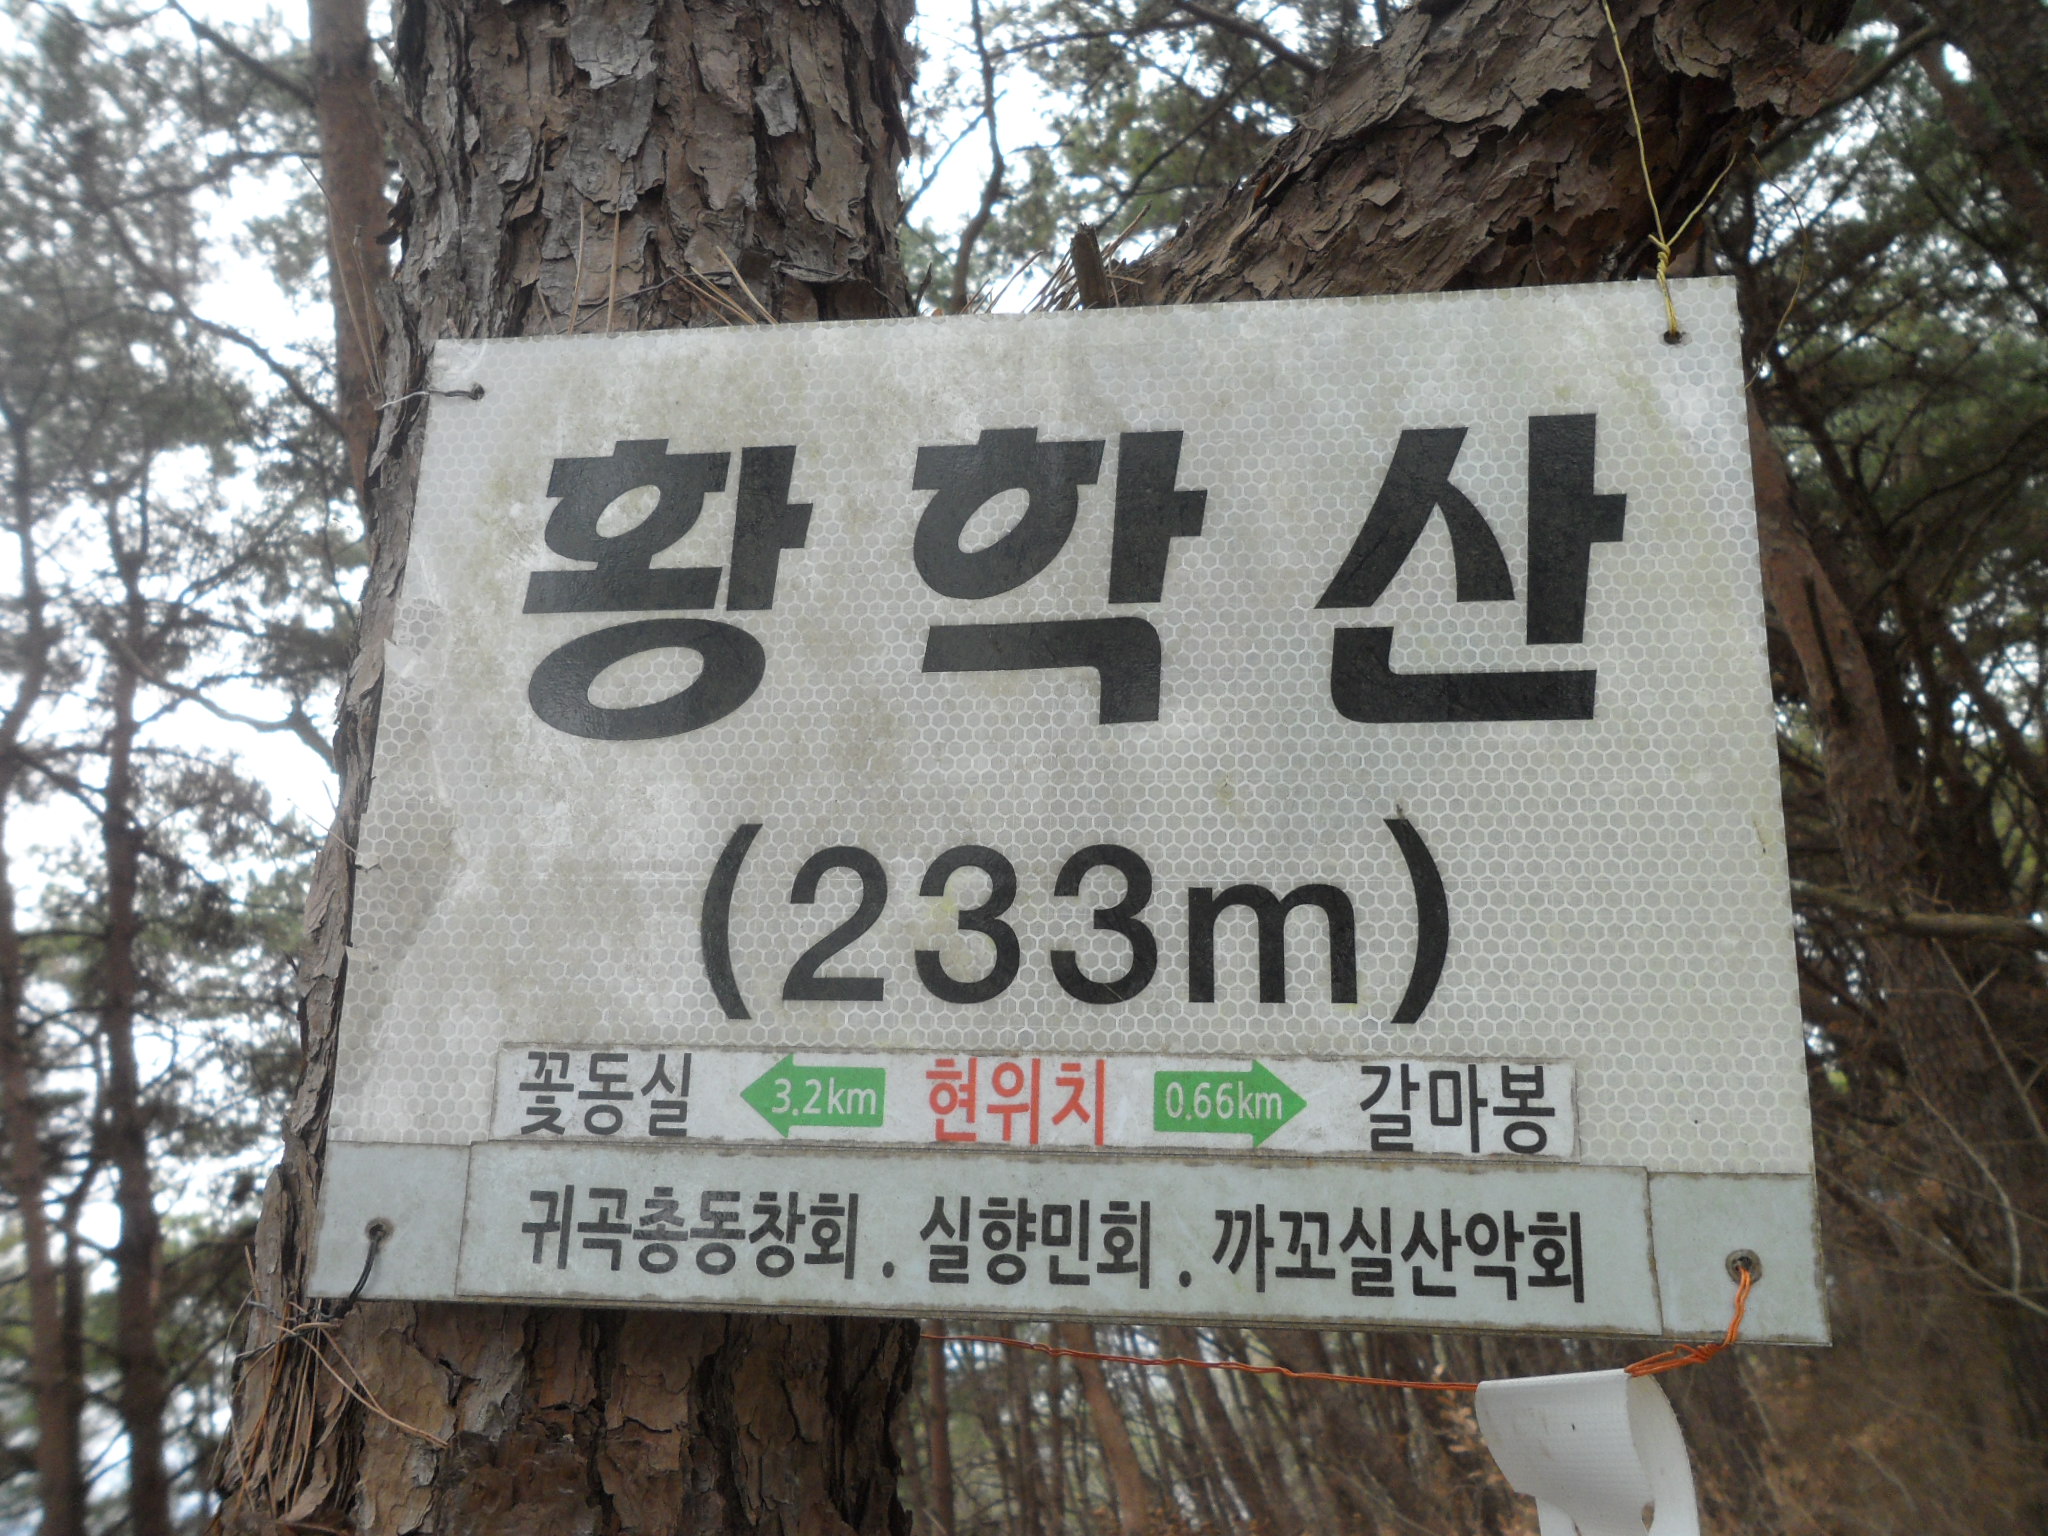 황학산
(233m)
꽃동실 3.2km 현위치 0.66km 갈마봉
귀곡총동창회 . 실향민회 . 까꼬실산악회